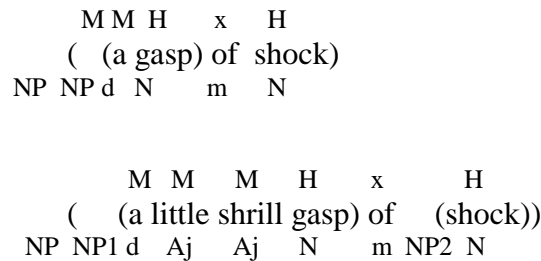 M M H x H
( (a gasp) of shock)
NP NP d N m N
M M M H x H
( (a little shrill gasp) of (shock))
NP NP1 d Aj Aj N m NP2 N